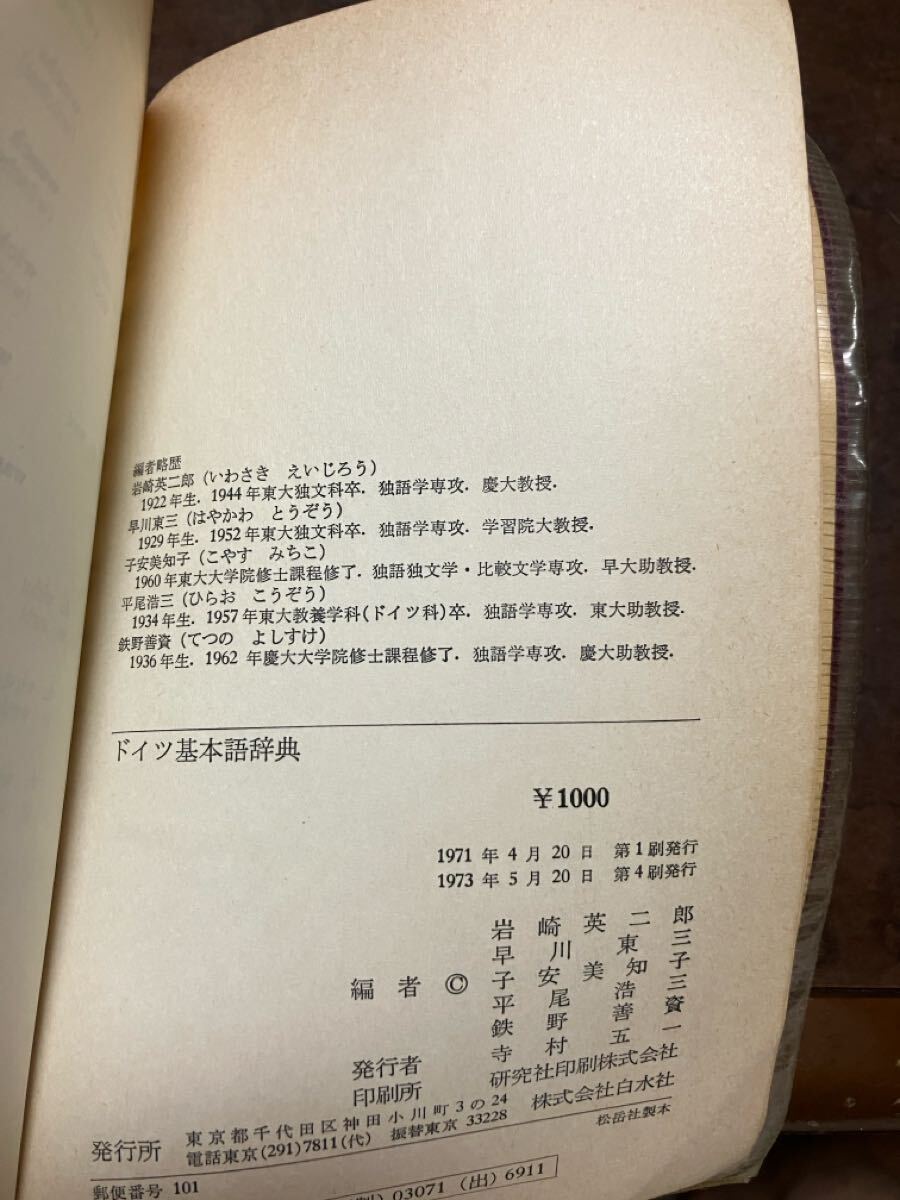 編者略歴
岩崎英二郎（いわさき　えいじろう）
1922年生．1944年東大独文科卒．独語学専攻．慶大教授．
早川東三（はやかわ　とうぞう）
1929年生．1952年東大独文科卒．独語学専攻．学習院大教授．
子安美知子（こやす　みちこ）
1960年東大大学院修士課程修了．独語独文学・比較文学専攻．早大助教授．
平尾浩三（ひらお　こうぞう）
1934年生．1957年東大教養学科（ドイツ科）卒．独語学専攻．東大助教授．
鉄野善資（てつの　よしすけ）
1936年生．1962年慶大大学院修士課程修了．独語学専攻．慶大助教授．
ドイツ基本語辞典
¥1000
1971年4月20日　第1刷発行
1973年5月20日　第4刷発行
編者 ©
岩崎英二郎
早川東三
子安美知子
平尾浩三
鉄野善資
発行者　寺村五一
印刷所　研究社印刷株式会社
発行所　東京都千代田区神田小川町3の24　株式会社白水社
電話東京(291)7811(代)　振替東京 33228
松岳社製本
郵便番号 101
03071（出）6911